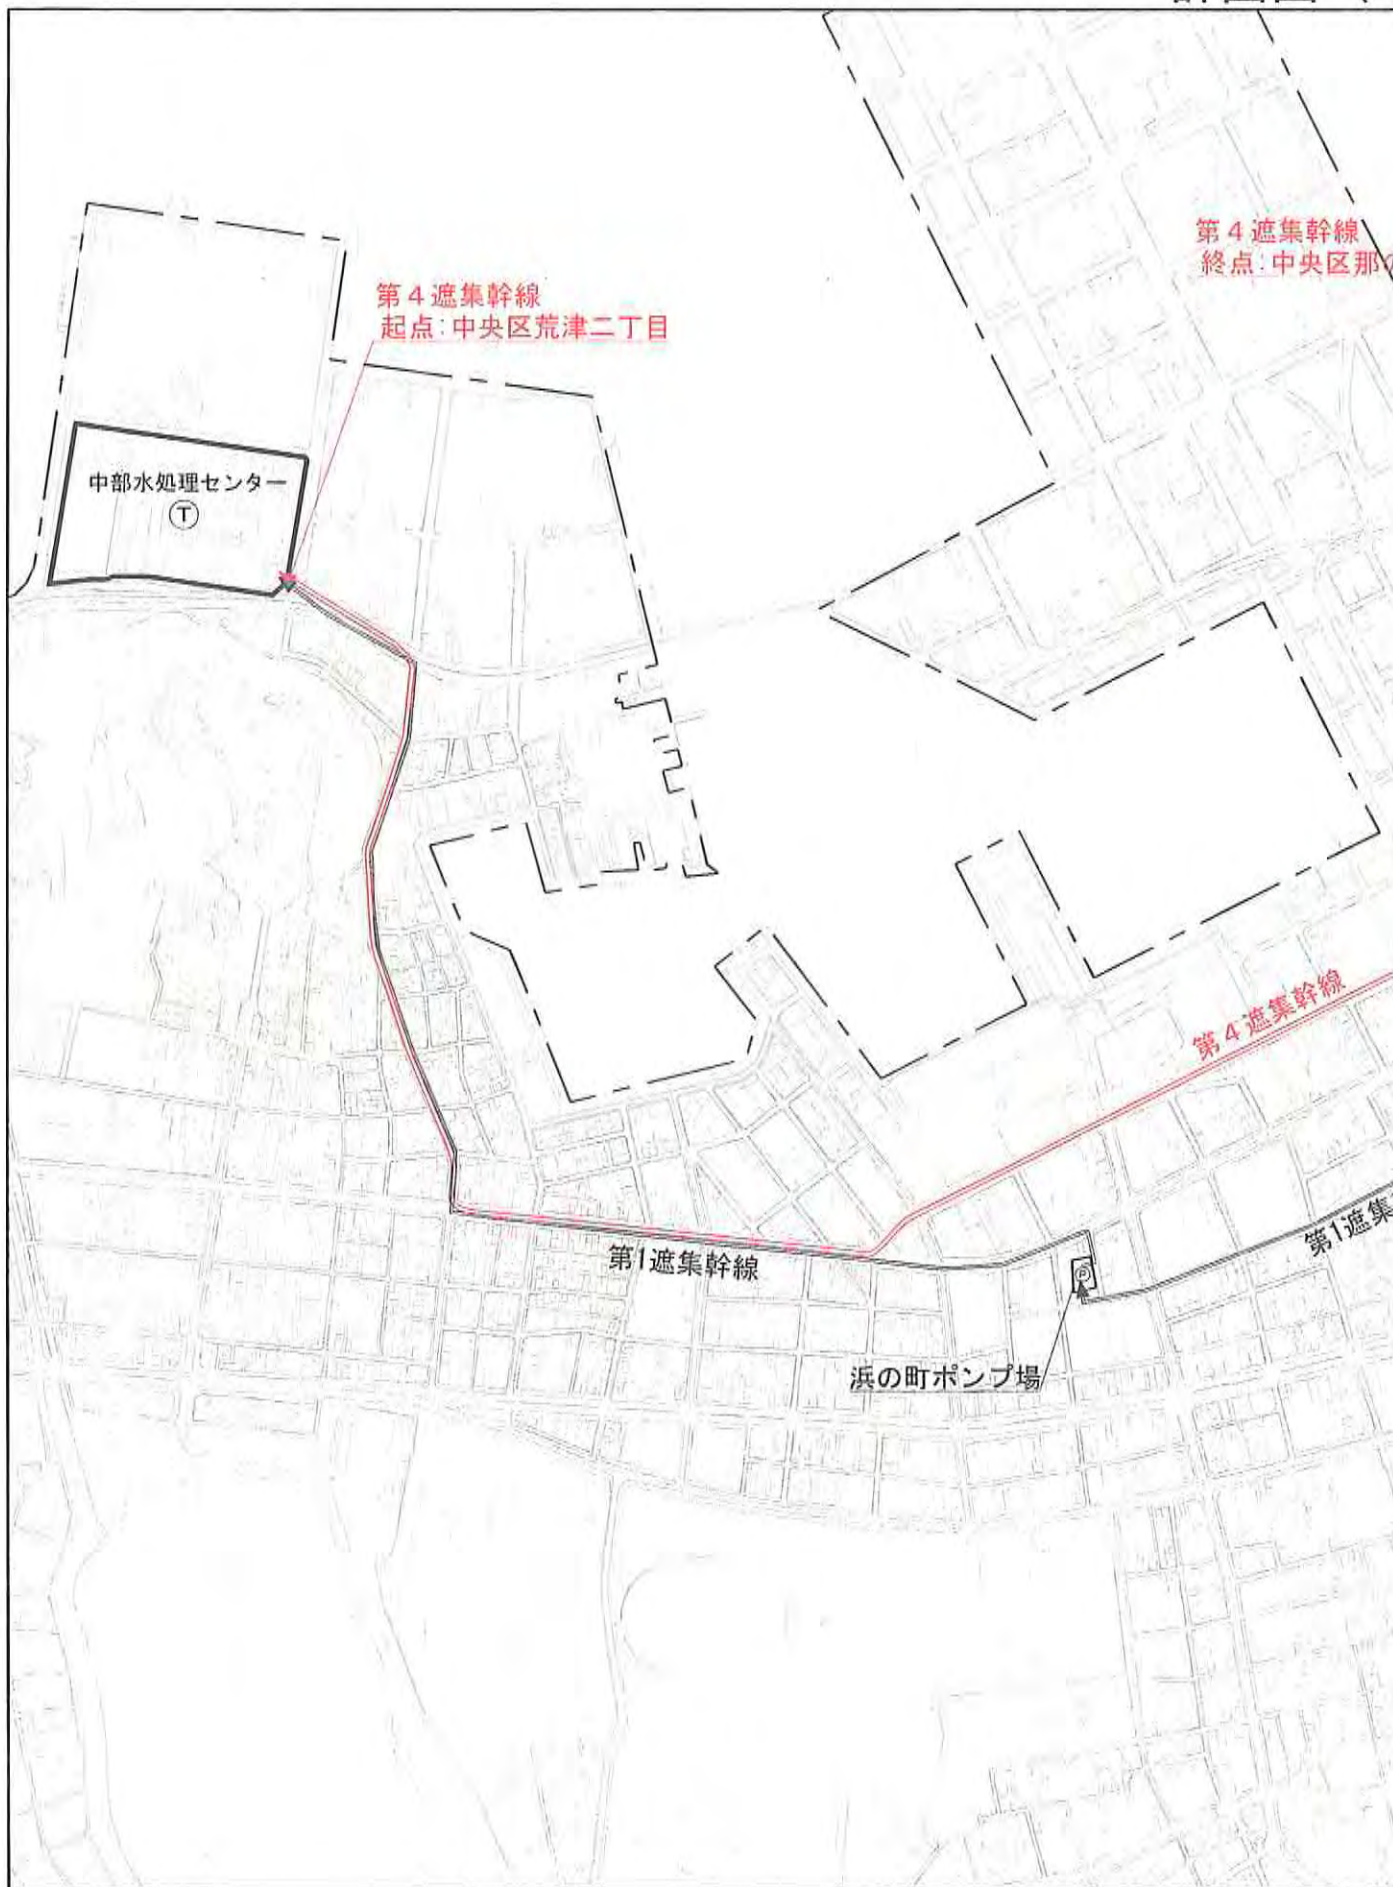 第4遮集幹線
終点:中央区那の
第4遮集幹線
起点:中央区荒津二丁目
中部水処理センター
T
第4遮集幹線
第1遮集幹線
第1遮集
P
浜の町ポンプ場